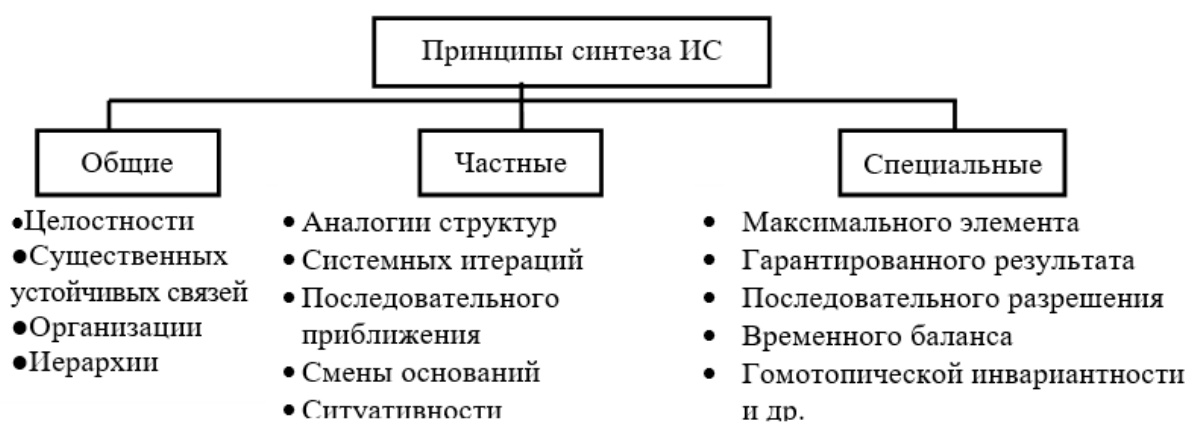 Принципы синтеза ИС
Общие
●Целостности
●Существенных
устойчивых связей
●Организации
●Иерархии
Частные
• Аналогии структур
• Системных итераций
• Последовательного
приближения
• Смены оснований
• Ситуативности
Специальные
• Максимального элемента
• Гарантированного результата
• Последовательного разрешения
• Временного баланса
• Гомотопической инвариантности
и др.